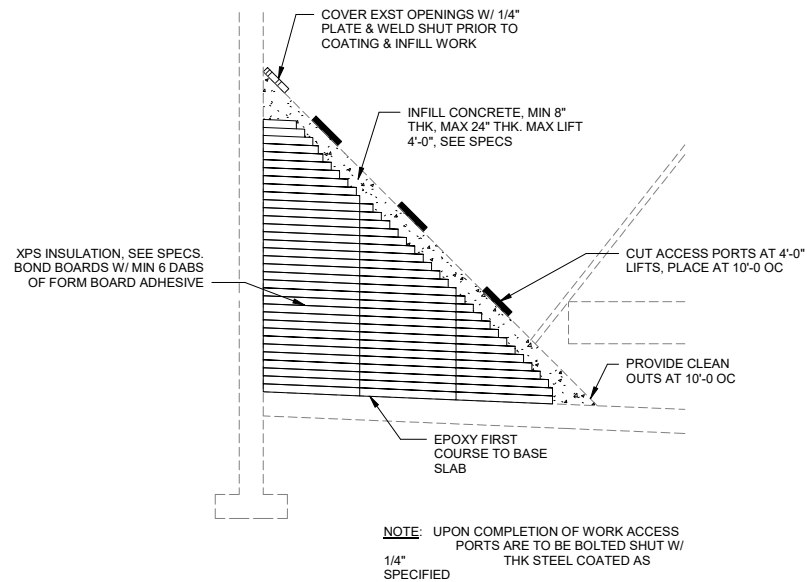 COVER EXST OPENINGS W/ 1/4"
PLATE & WELD SHUT PRIOR TO
COATING & INFILL WORK
INFILL CONCRETE, MIN 8"
THK, MAX 24" THK. MAX LIFT
4'-0", SEE SPECS
XPS INSULATION, SEE SPECS.
BOND BOARDS W/ MIN 6 DABS
OF FORM BOARD ADHESIVE
CUT ACCESS PORTS AT 4'-0"
LIFTS, PLACE AT 10'-0 OC
PROVIDE CLEAN
OUTS AT 10'-0 OC
EPOXY FIRST
COURSE TO BASE
SLAB
NOTE: UPON COMPLETION OF WORK ACCESS
PORTS ARE TO BE BOLTED SHUT W/
1/4" THK STEEL COATED AS
SPECIFIED